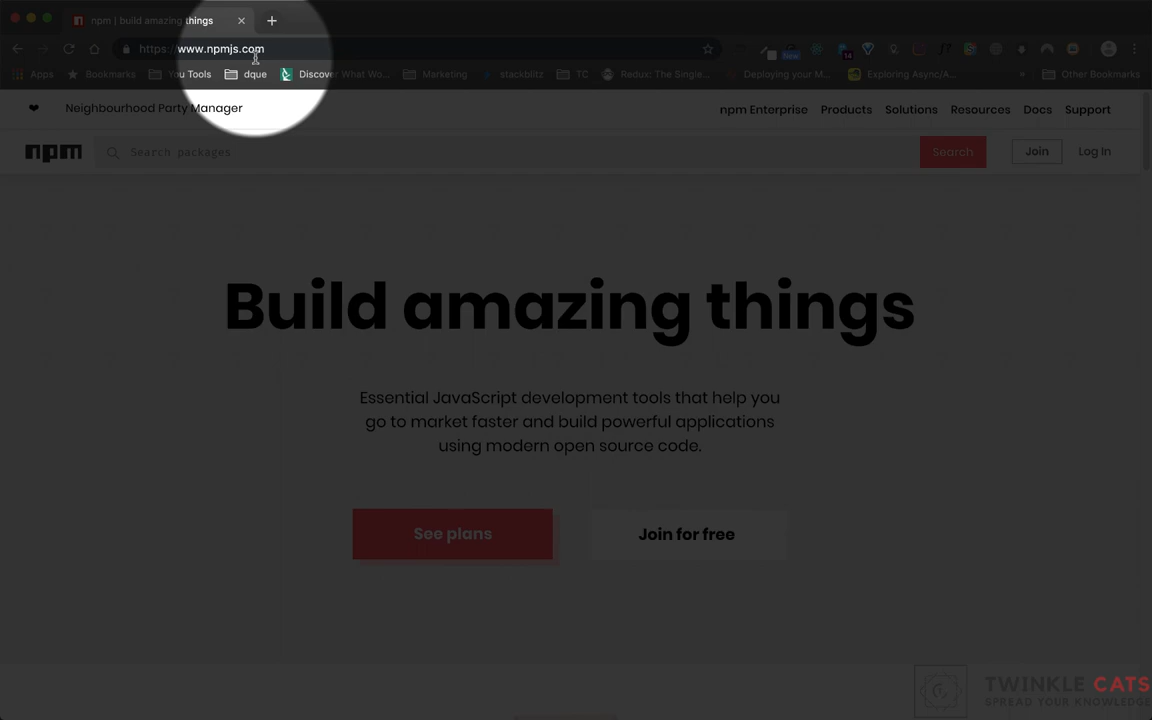 npm | build amazing things
https://www.npmjs.com
New
14
Apps
Bookmarks
You Tools
dque
Discover What Wo...
Marketing
stackblitz
TC
Redux: The Single...
Deploying your M...
Exploring Async/A...
»
Other Bookmarks
❤
Neighbourhood Party Manager
npm Enterprise
Products
Solutions
Resources
Docs
Support
npm
Search packages
Search
Join
Log In
Build amazing things
Essential JavaScript development tools that help you
go to market faster and build powerful applications
using modern open source code.
See plans
Join for free
TWINKLE CATS
SPREAD YOUR KNOWLEDGE